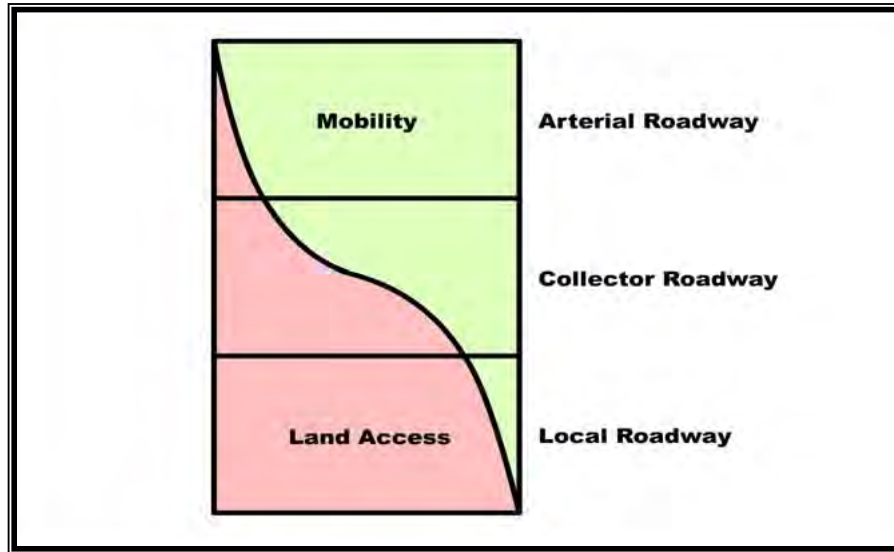 Mobility
Arterial Roadway
Collector Roadway
Land Access
Local Roadway